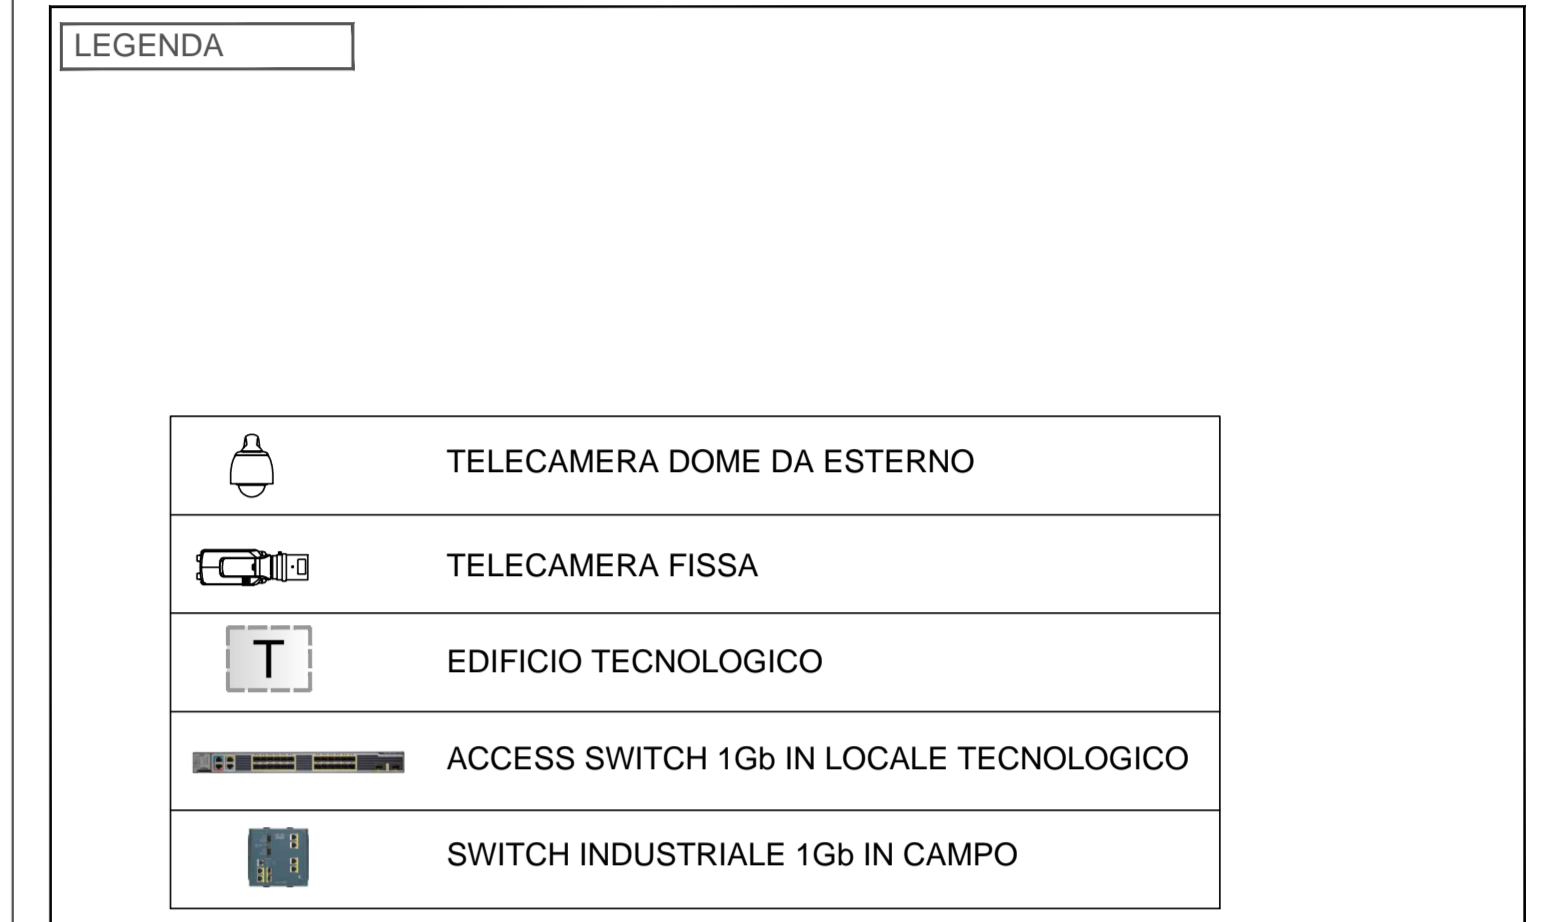 LEGENDA
TELECAMERA DOME DA ESTERNO
TELECAMERA FISSA
T
EDIFICIO TECNOLOGICO
ACCESS SWITCH 1Gb IN LOCALE TECNOLOGICO
SWITCH INDUSTRIALE 1Gb IN CAMPO